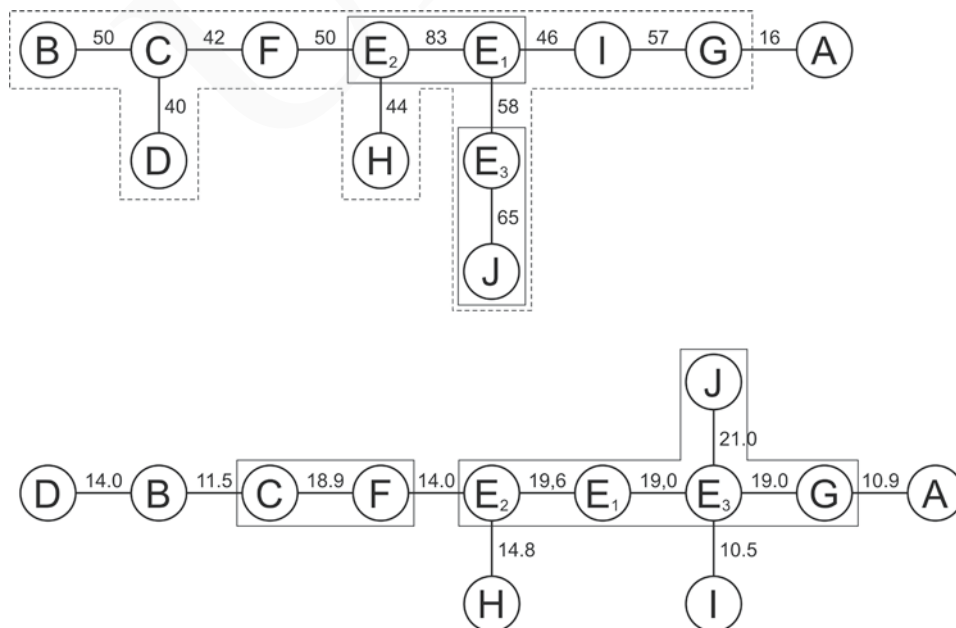 B 50 C 42 F 50 E₂ 83 E₁ 46 I 57 G 16 A
40 44 58
D H E₃
65
J
J
21.0
D 14.0 B 11.5 C 18.9 F 14.0 E₂ 19,6 E₁ 19,0 E₃ 19.0 G 10.9 A
14.8 10.5
H I